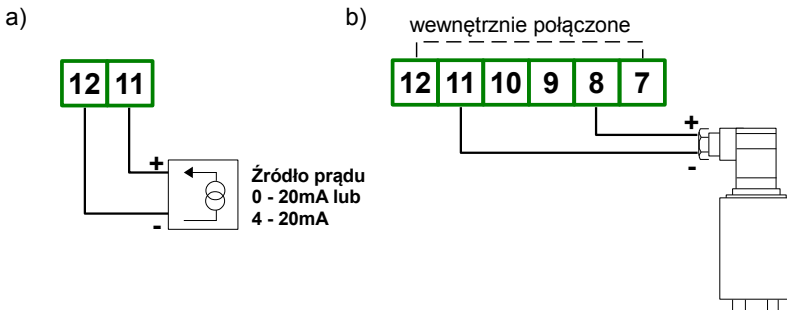 a)
12 11
+
-
Źródło prądu
0 - 20mA lub
4 - 20mA
b)
wewnętrznie połączone
12 11 10 9 8 7
+
-